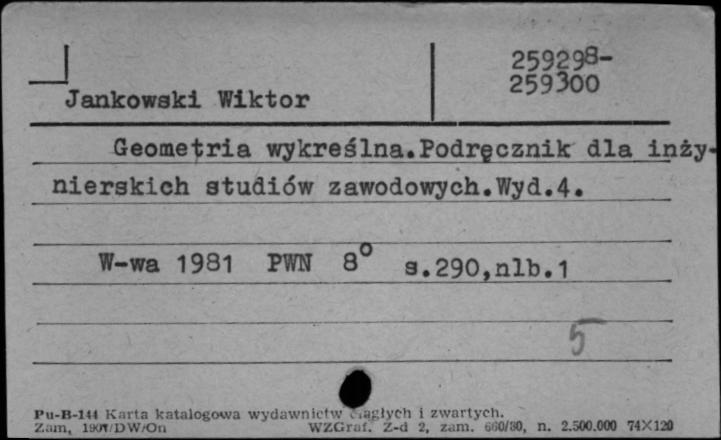 259298-
259300
Jankowski Wiktor
Geometria wykreślna.Podręcznik dla inży-
nierskich studiów zawodowych.Wyd.4.
W-wa 1981 PWN 8° s.290,nlb.1
5
Pu-B-144 Karta katalogowa wydawnictw ciągłych i zwartych.
Zam. /DW/On WZGraf. Z-d 2, zam. 660/80, n. 2.500.000 74X120